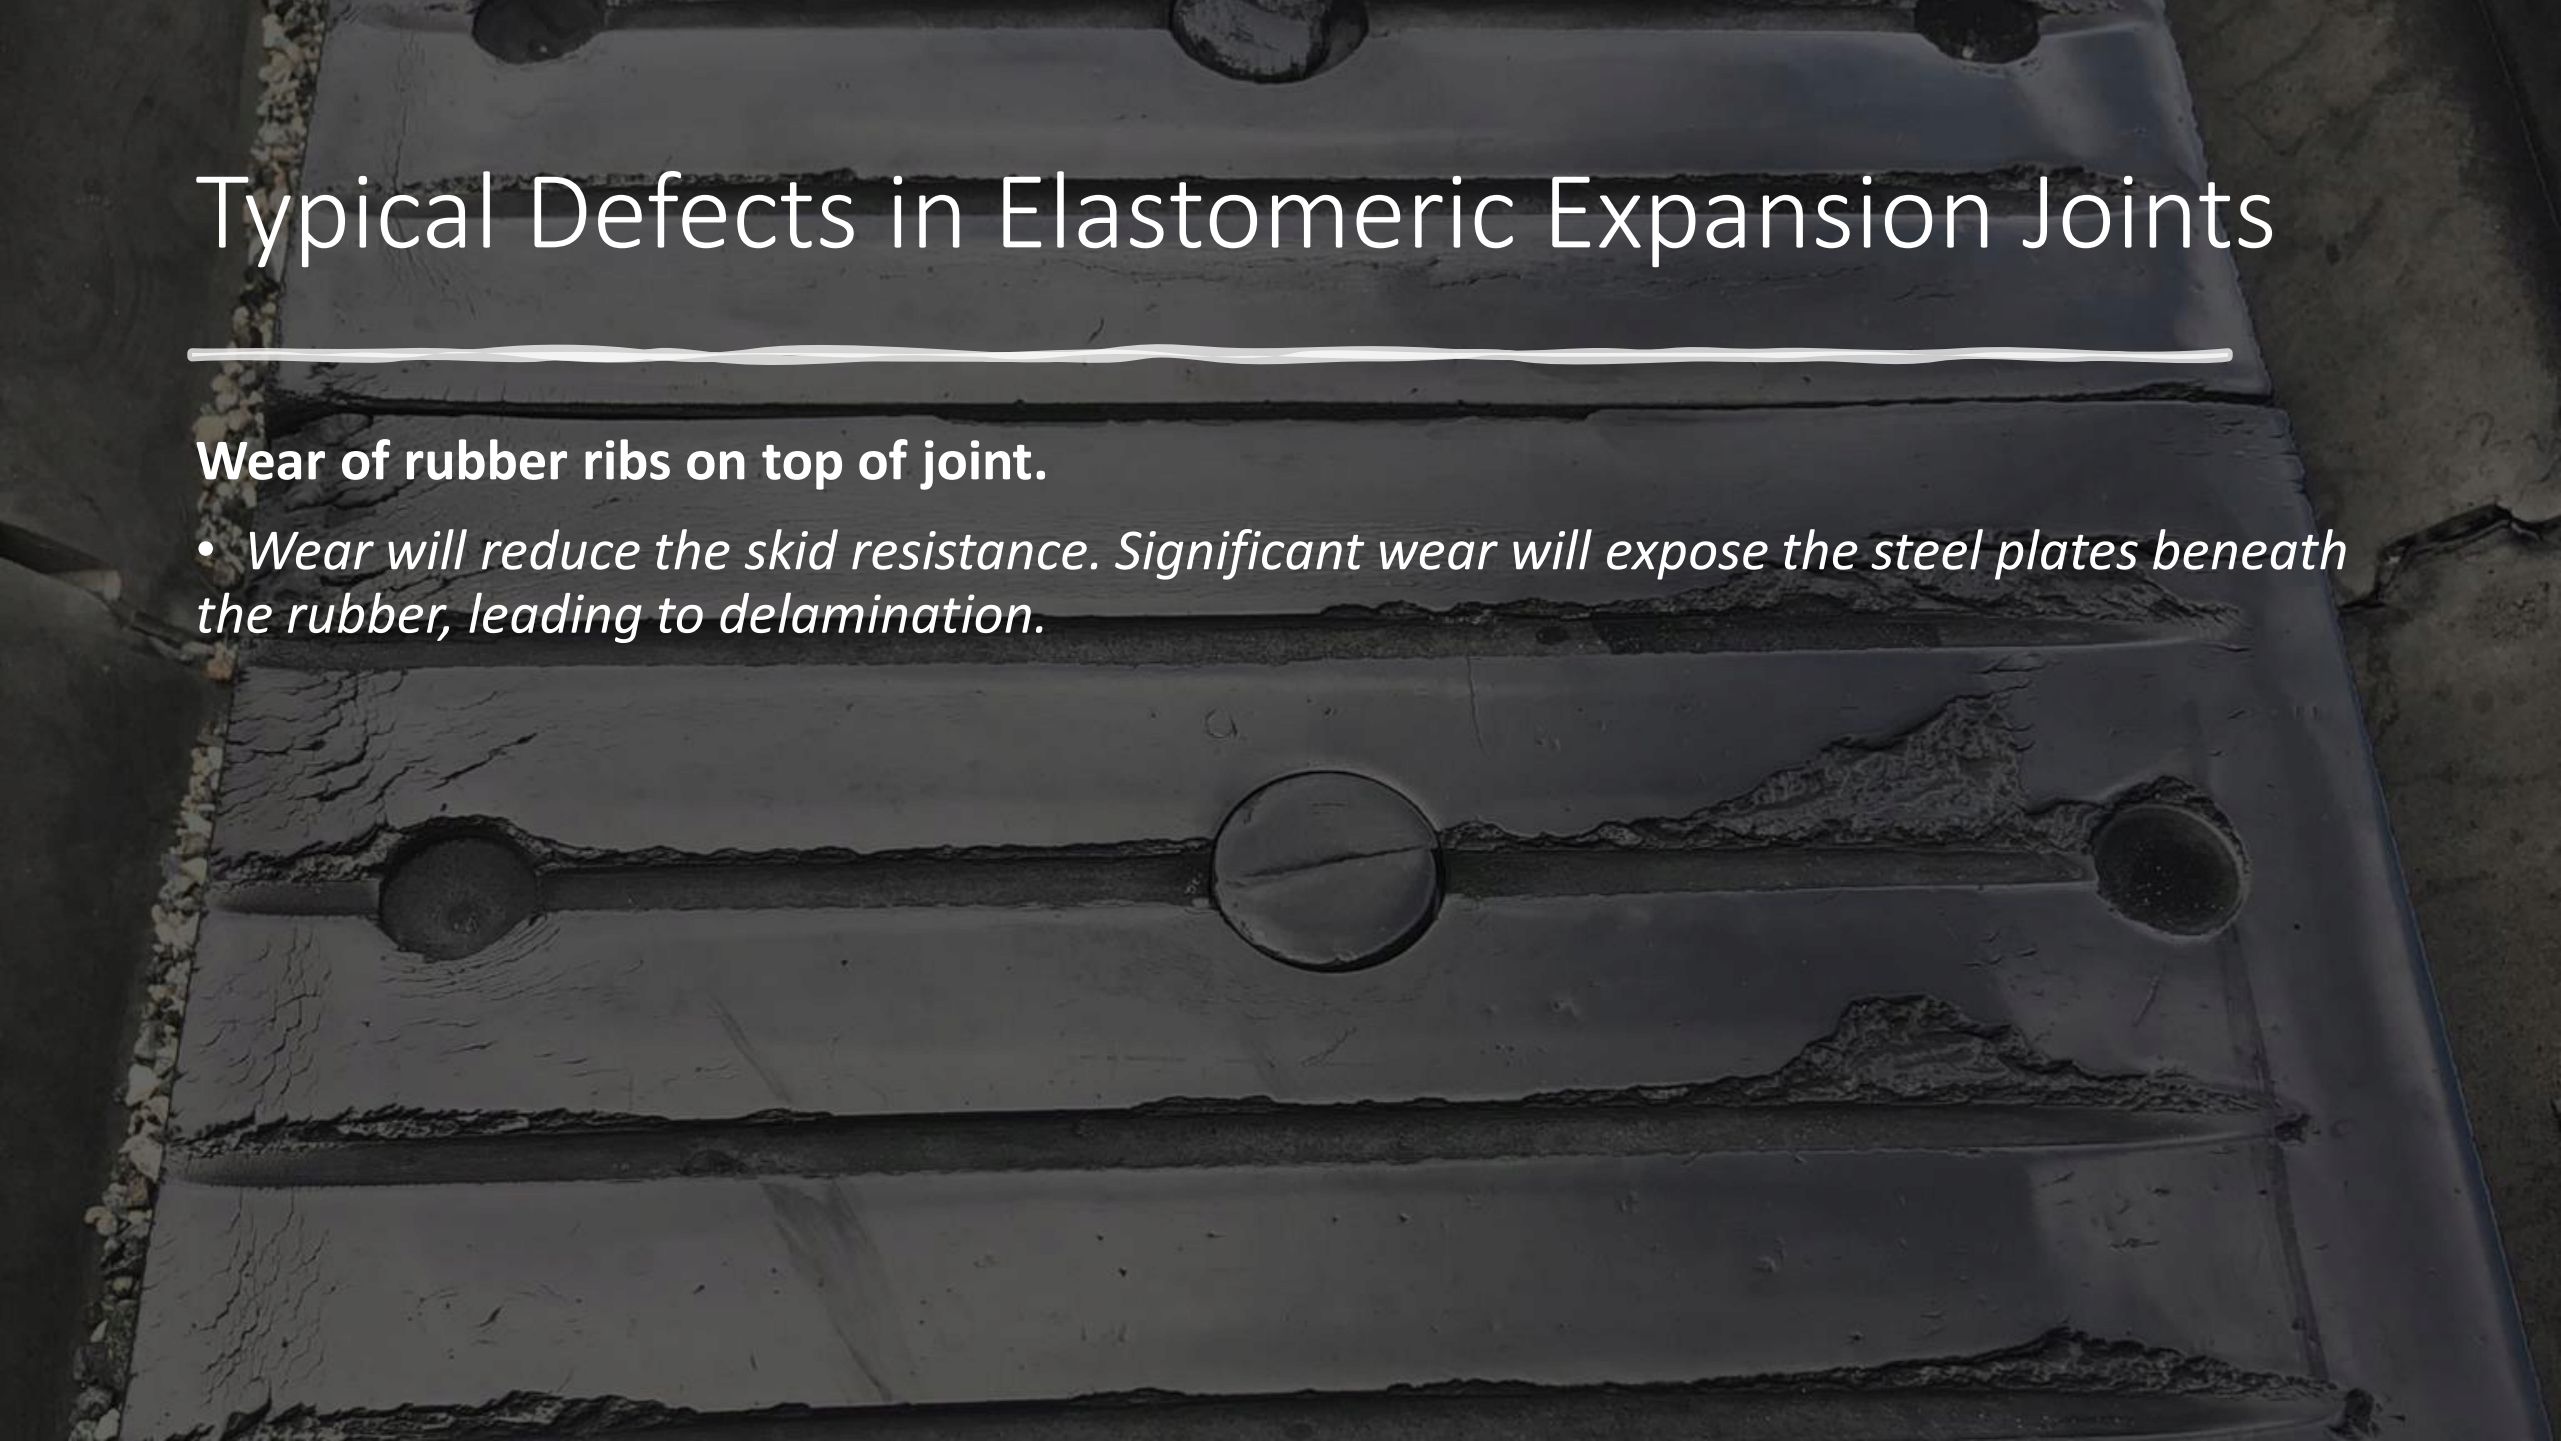 Typical Defects in Elastomeric Expansion Joints
Wear of rubber ribs on top of joint.
• Wear will reduce the skid resistance. Significant wear will expose the steel plates beneath
the rubber, leading to delamination.